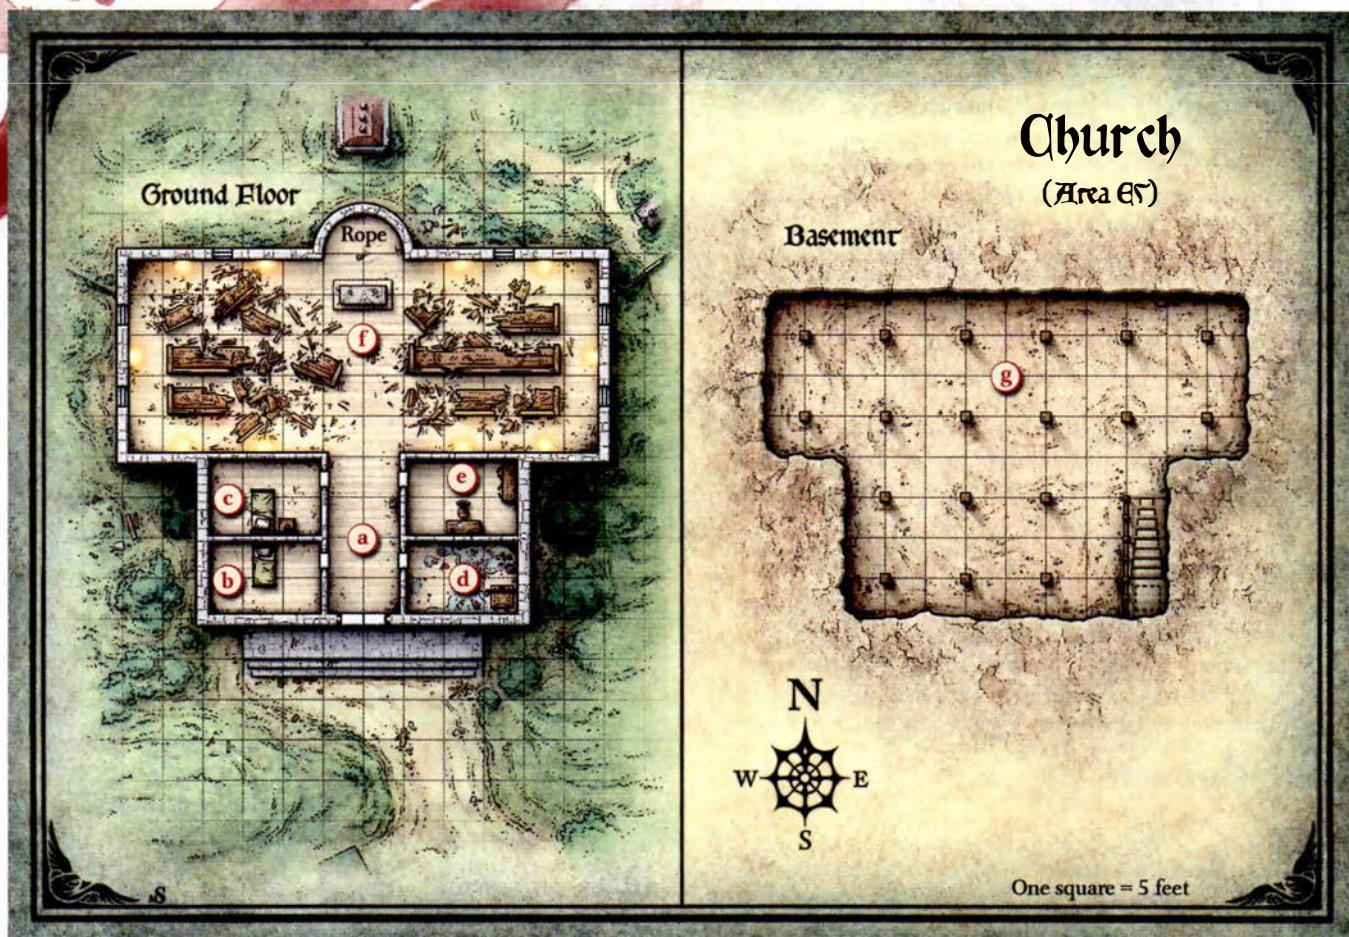 Church
(Area E5)
Ground Floor
Basement
Rope
f
g
c
e
a
b
d
N
W
E
S
One square = 5 feet